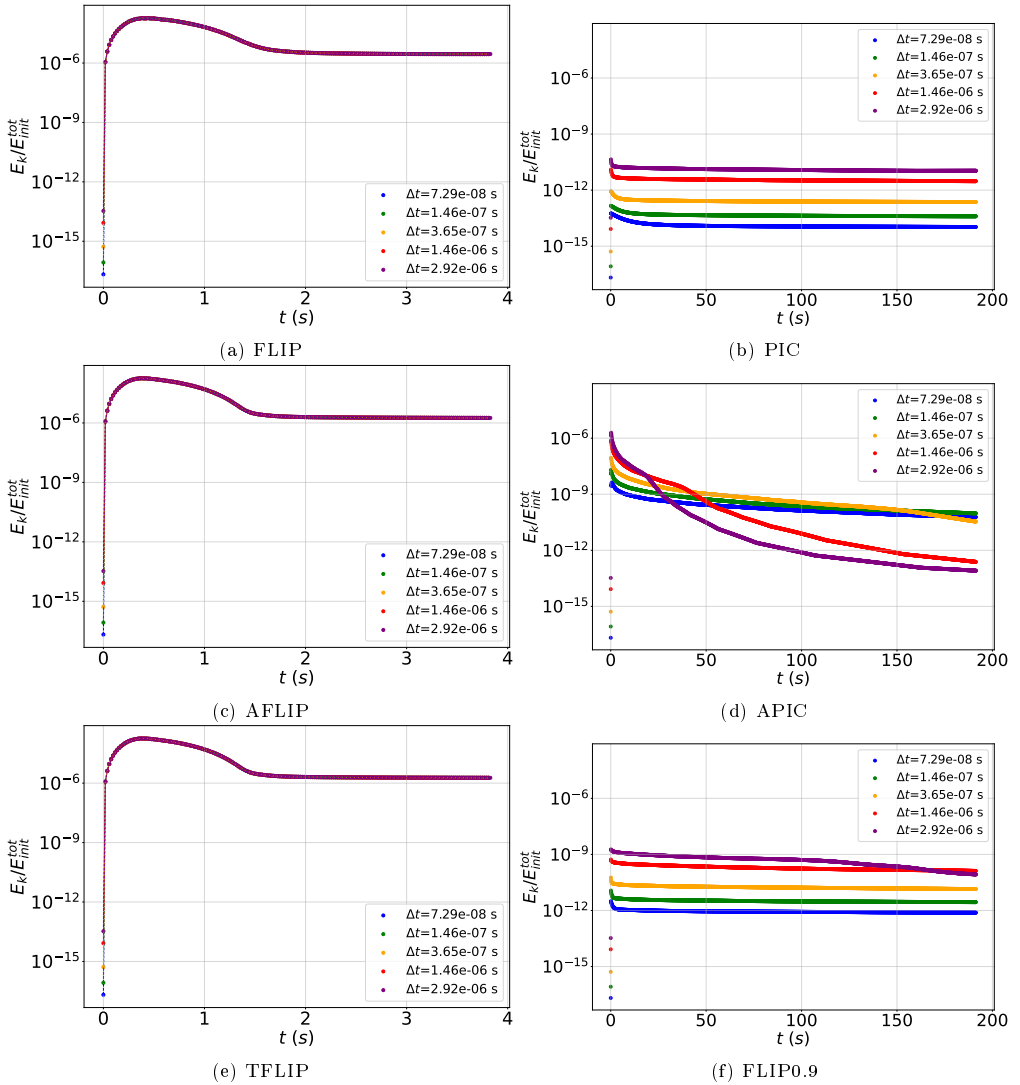 10⁻⁶
10⁻⁹
10⁻¹²
10⁻¹⁵
E_k/E_init^tot
Δt=7.29e-08 s
Δt=1.46e-07 s
Δt=3.65e-07 s
Δt=1.46e-06 s
Δt=2.92e-06 s
0 1 2 3 4
t (s)
(a) FLIP
10⁻⁶
10⁻⁹
10⁻¹²
10⁻¹⁵
E_k/E_init^tot
Δt=7.29e-08 s
Δt=1.46e-07 s
Δt=3.65e-07 s
Δt=1.46e-06 s
Δt=2.92e-06 s
0 50 100 150 200
t (s)
(b) PIC
10⁻⁶
10⁻⁹
10⁻¹²
10⁻¹⁵
E_k/E_init^tot
Δt=7.29e-08 s
Δt=1.46e-07 s
Δt=3.65e-07 s
Δt=1.46e-06 s
Δt=2.92e-06 s
0 1 2 3 4
t (s)
(c) AFLIP
10⁻⁶
10⁻⁹
10⁻¹²
10⁻¹⁵
E_k/E_init^tot
Δt=7.29e-08 s
Δt=1.46e-07 s
Δt=3.65e-07 s
Δt=1.46e-06 s
Δt=2.92e-06 s
0 50 100 150 200
t (s)
(d) APIC
10⁻⁶
10⁻⁹
10⁻¹²
10⁻¹⁵
E_k/E_init^tot
Δt=7.29e-08 s
Δt=1.46e-07 s
Δt=3.65e-07 s
Δt=1.46e-06 s
Δt=2.92e-06 s
0 1 2 3 4
t (s)
(e) TFLIP
10⁻⁶
10⁻⁹
10⁻¹²
10⁻¹⁵
E_k/E_init^tot
Δt=7.29e-08 s
Δt=1.46e-07 s
Δt=3.65e-07 s
Δt=1.46e-06 s
Δt=2.92e-06 s
0 50 100 150 200
t (s)
(f) FLIP0.9